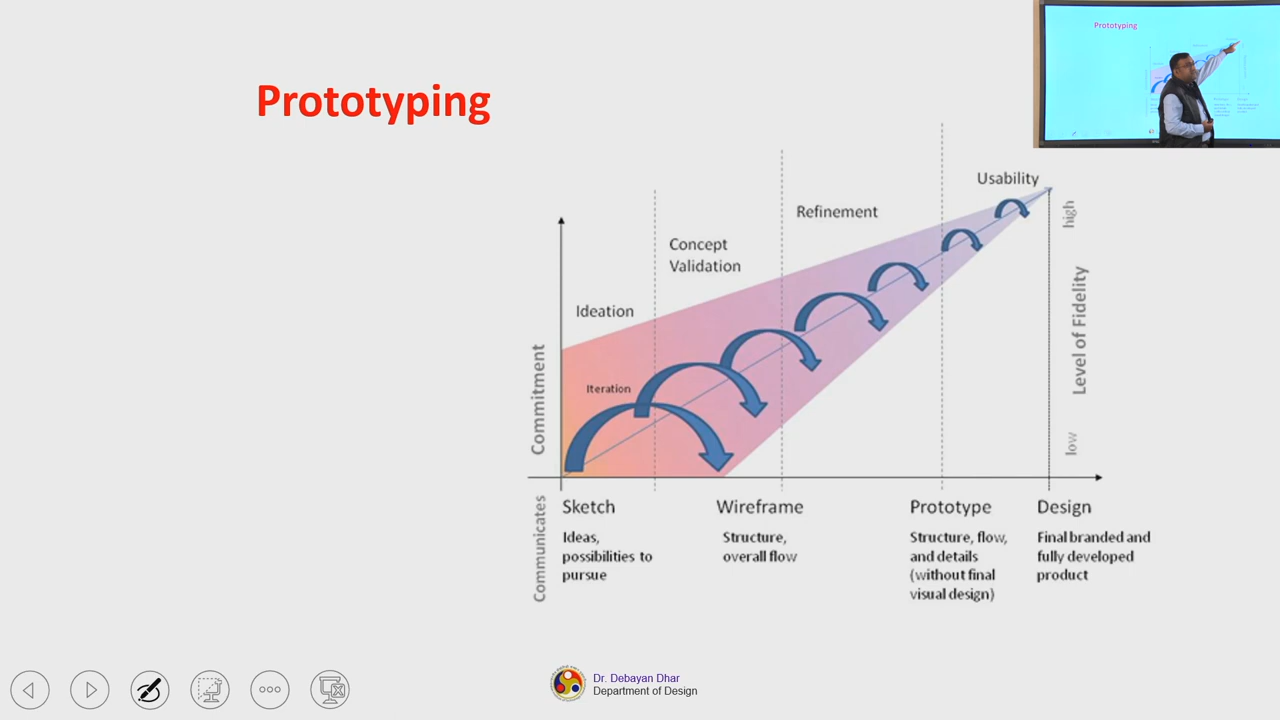 Prototyping
Prototyping
Usability
Refinement
Concept
Validation
Ideation
Iteration
Commitment
Communicates
high
Level of Fidelity
low
Sketch
Ideas,
possibilities to
pursue
Wireframe
Structure,
overall flow
Prototype
Structure, flow,
and details
(without final
visual design)
Design
Final branded and
fully developed
product
Dr. Debayan Dhar
Department of Design